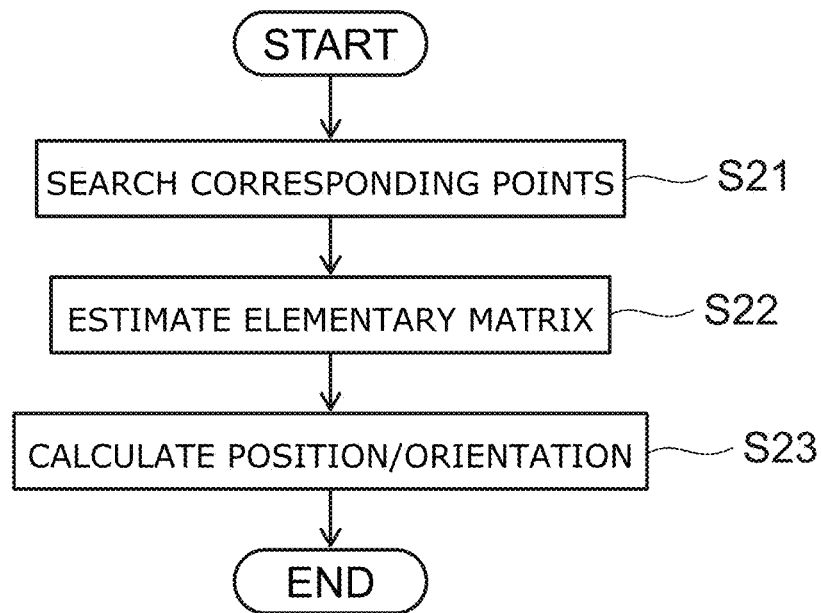 START
SEARCH CORRESPONDING POINTS
S21
ESTIMATE ELEMENTARY MATRIX
S22
CALCULATE POSITION/ORIENTATION
S23
END